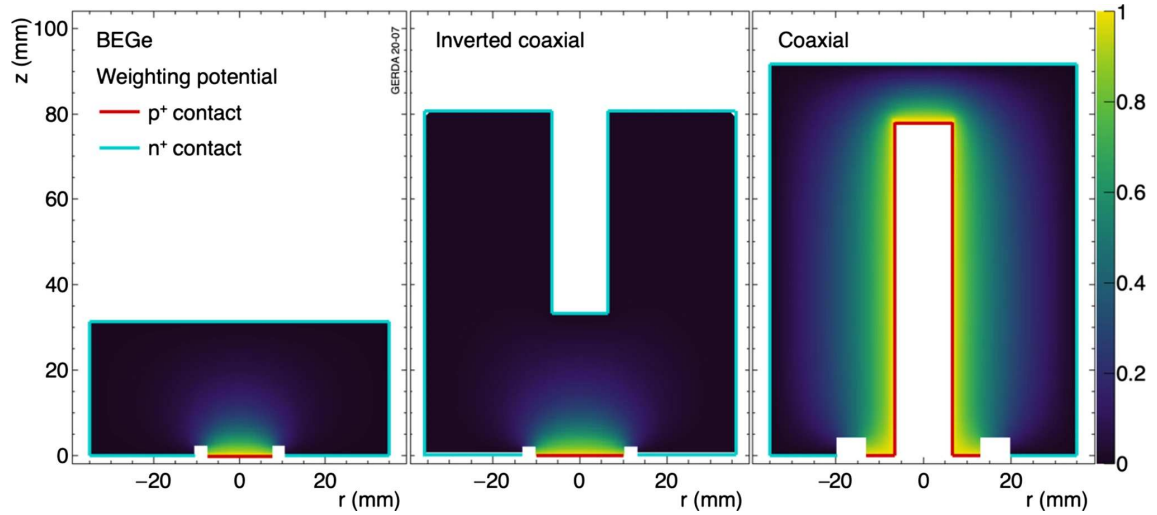 z (mm)
100
80
60
40
20
0
BEGe
Weighting potential
p+ contact
n+ contact
GERDA 20-07
Inverted coaxial
Coaxial
1
0.8
0.6
0.4
0.2
0
−20 0 20
r (mm)
−20 0 20
r (mm)
−20 0 20
r (mm)